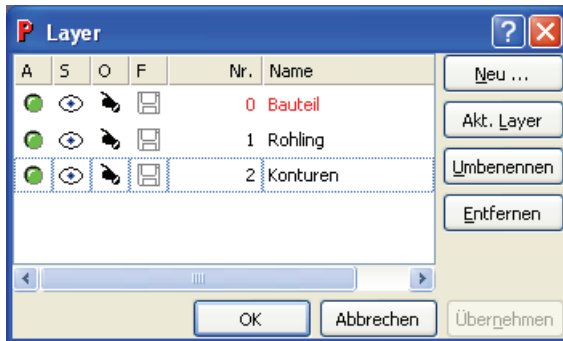 P Layer ?
A S O F Nr. Name
0 Bauteil
1 Rohling
2 Konturen
Neu ...
Akt. Layer
Umbenennen
Entfernen
OK Abbrechen Übernehmen